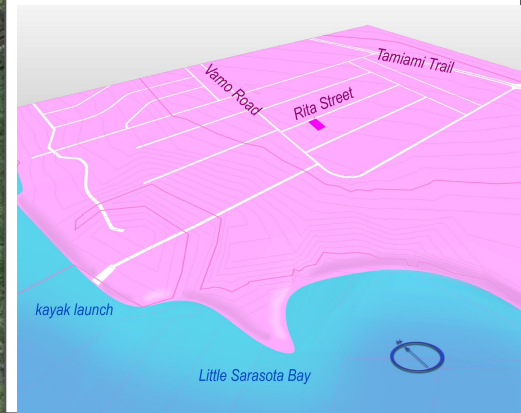 Tamiami Trail
Vamo Road
Rita Street
kayak launch
Little Sarasota Bay